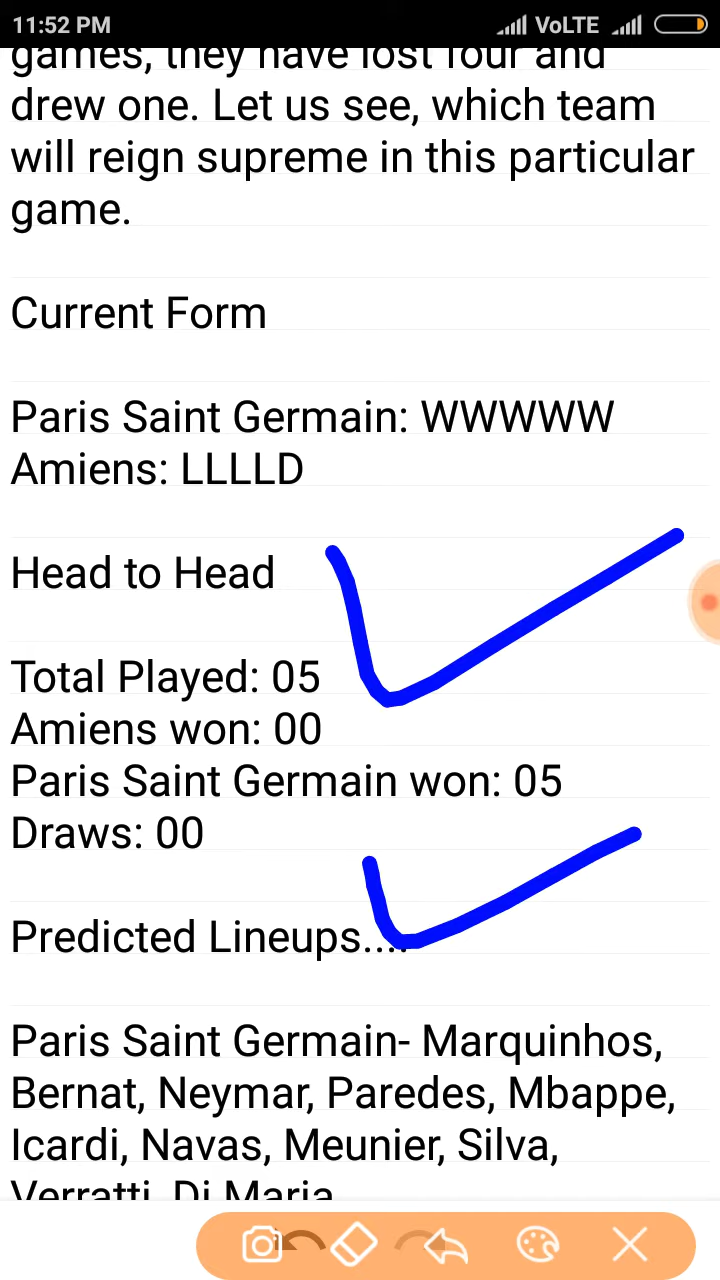 11:52 PM VoLTE
games, they have lost four and
drew one. Let us see, which team
will reign supreme in this particular
game.
Current Form
Paris Saint Germain: WWWWW
Amiens: LLLLD
Head to Head
Total Played: 05
Amiens won: 00
Paris Saint Germain won: 05
Draws: 00
Predicted Lineups....
Paris Saint Germain- Marquinhos,
Bernat, Neymar, Paredes, Mbappe,
Icardi, Navas, Meunier, Silva,
Verratti, Di Maria